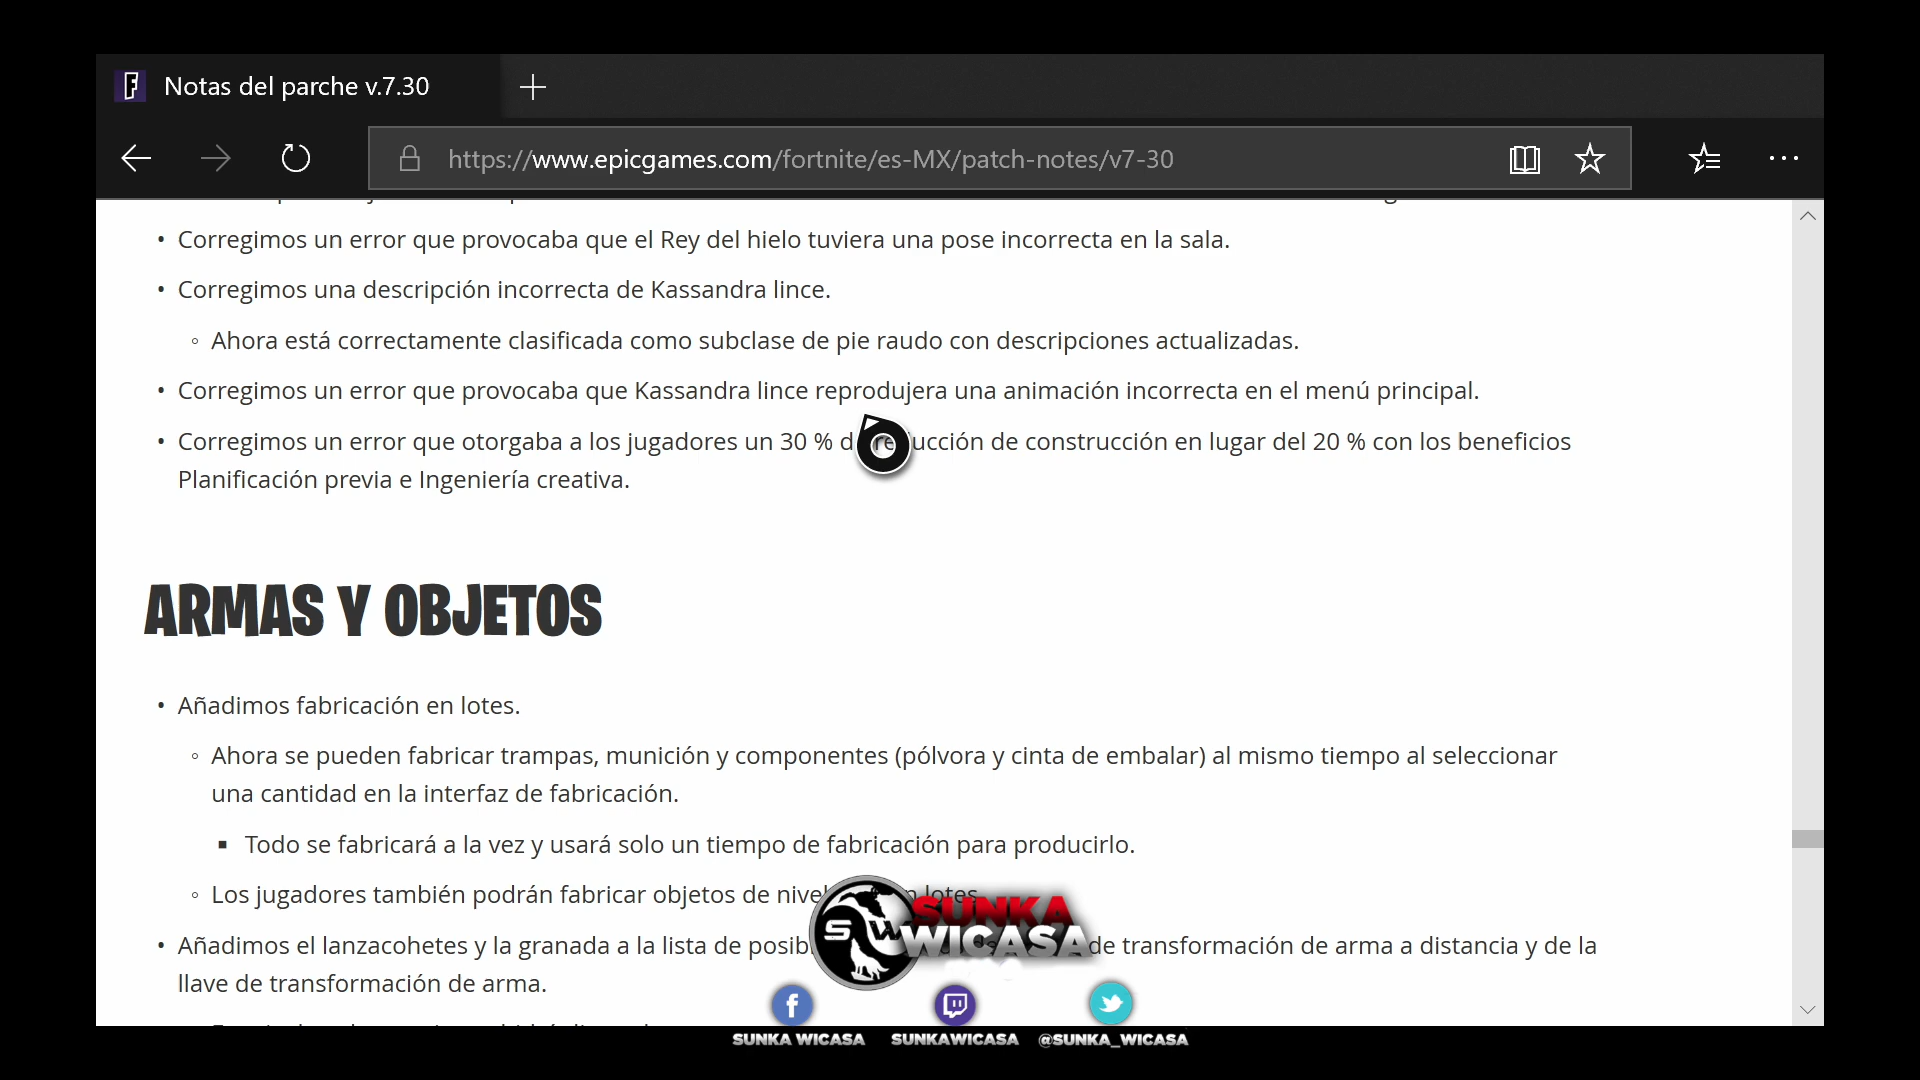 Notas del parche v.7.30
https://www.epicgames.com/fortnite/es-MX/patch-notes/v7-30
• Corregimos un error que provocaba que el Rey del hielo tuviera una pose incorrecta en la sala.
• Corregimos una descripción incorrecta de Kassandra lince.
◦ Ahora está correctamente clasificada como subclase de pie raudo con descripciones actualizadas.
• Corregimos un error que provocaba que Kassandra lince reprodujera una animación incorrecta en el menú principal.
• Corregimos un error que otorgaba a los jugadores un 30 % de reducción de construcción en lugar del 20 % con los beneficios
Planificación previa e Ingeniería creativa.
ARMAS Y OBJETOS
• Añadimos fabricación en lotes.
◦ Ahora se pueden fabricar trampas, munición y componentes (pólvora y cinta de embalar) al mismo tiempo al seleccionar
una cantidad en la interfaz de fabricación.
▪ Todo se fabricará a la vez y usará solo un tiempo de fabricación para producirlo.
◦ Los jugadores también podrán fabricar objetos de lotes
• Añadimos el lanzacohetes y la granada a la lista de de transformación de arma a distancia y de la
llave de transformación de arma.
SW
SUNKA
WICASA
SUNKA WICASA SUNKAWICASA @SUNKA_WICASA